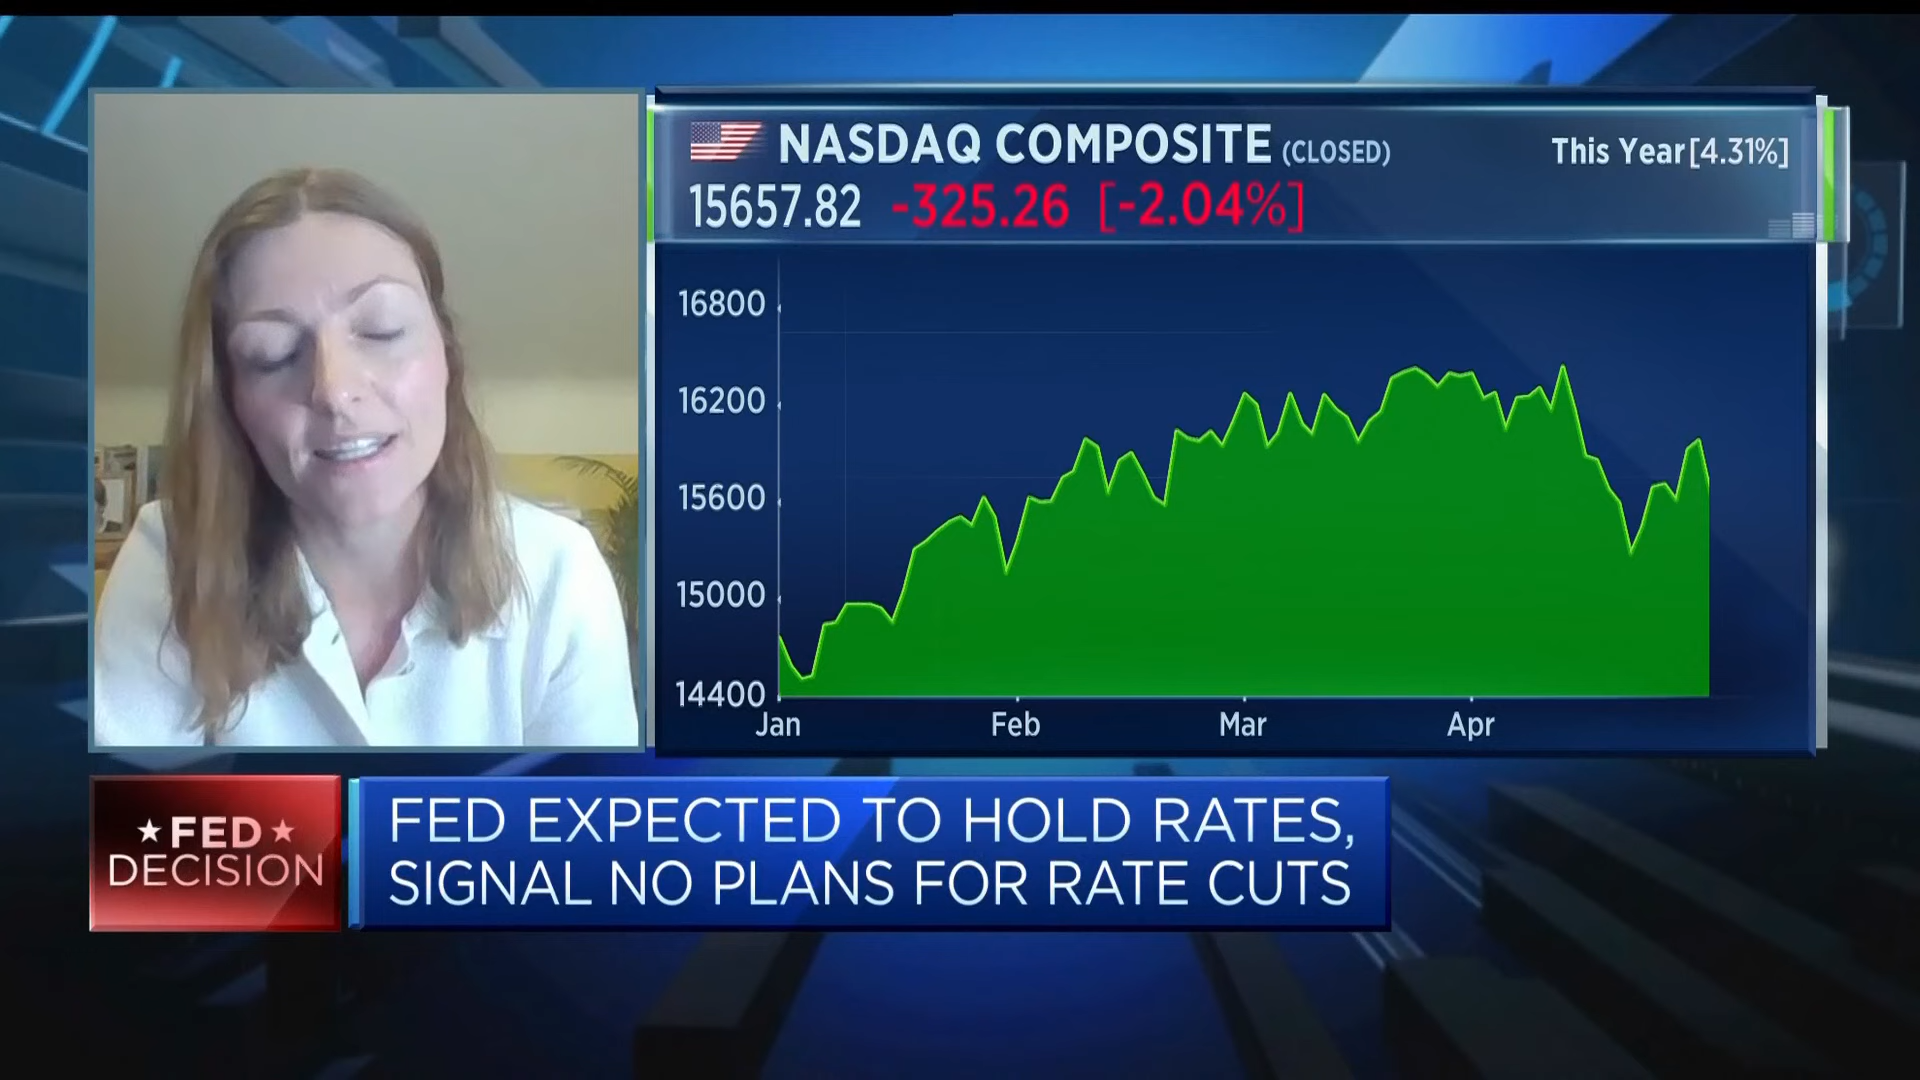 NASDAQ COMPOSITE (CLOSED) This Year[4.31%]
15657.82 -325.26 [-2.04%]
16800
16200
15600
15000
14400
Jan Feb Mar Apr
FED
DECISION
FED EXPECTED TO HOLD RATES,
SIGNAL NO PLANS FOR RATE CUTS